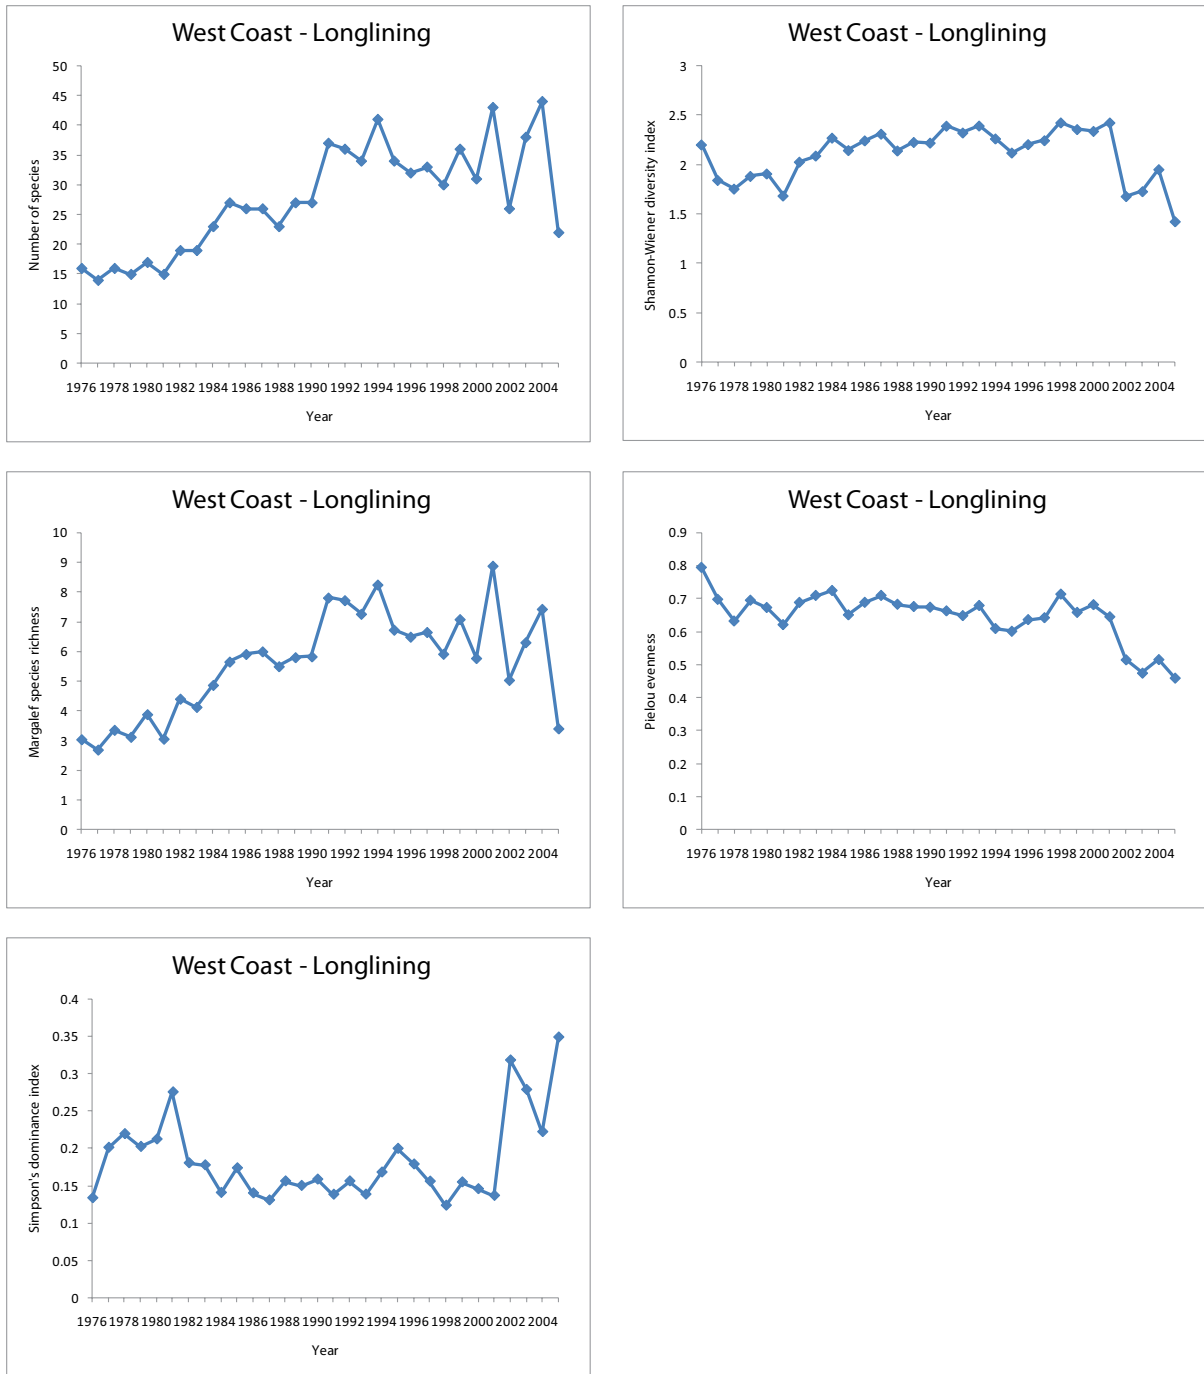 West Coast - Longlining
Number of species
50
45
40
35
30
25
20
15
10
5
0
1976 1978 1980 1982 1984 1986 1988 1990 1992 1994 1996 1998 2000 2002 2004
Year
West Coast - Longlining
Shannon-Wiener diversity index
3
2.5
2
1.5
1
0.5
0
1976 1978 1980 1982 1984 1986 1988 1990 1992 1994 1996 1998 2000 2002 2004
Year
West Coast - Longlining
Margalef species richness
10
9
8
7
6
5
4
3
2
1
0
1976 1978 1980 1982 1984 1986 1988 1990 1992 1994 1996 1998 2000 2002 2004
Year
West Coast - Longlining
Pielou evenness
0.9
0.8
0.7
0.6
0.5
0.4
0.3
0.2
0.1
0
1976 1978 1980 1982 1984 1986 1988 1990 1992 1994 1996 1998 2000 2002 2004
Year
West Coast - Longlining
Simpson's dominance index
0.4
0.35
0.3
0.25
0.2
0.15
0.1
0.05
0
1976 1978 1980 1982 1984 1986 1988 1990 1992 1994 1996 1998 2000 2002 2004
Year